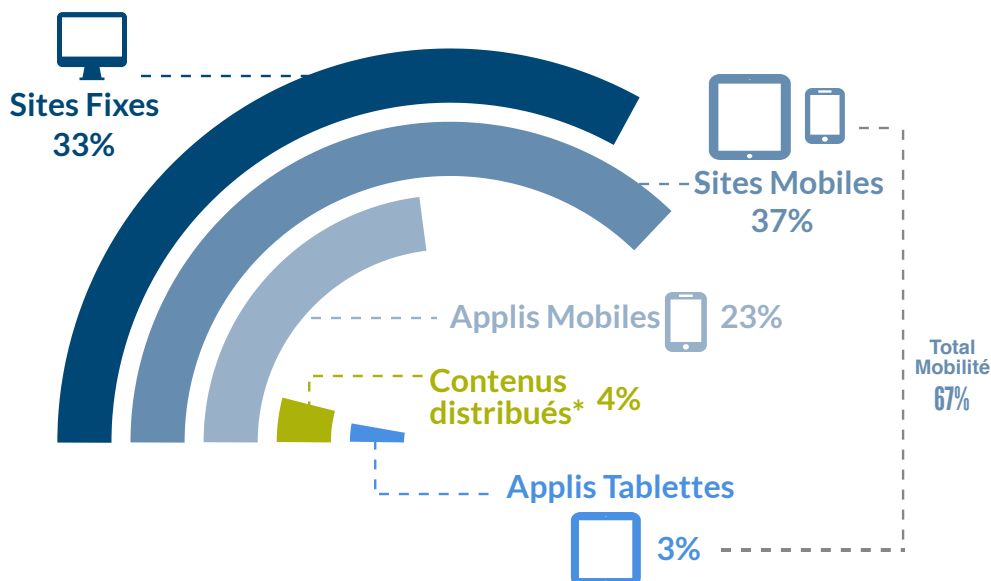 Sites Fixes
33%
Sites Mobiles
37%
Applis Mobiles 23%
Total
Mobilité
67%
Contenus
distribués* 4%
Applis Tablettes
3%